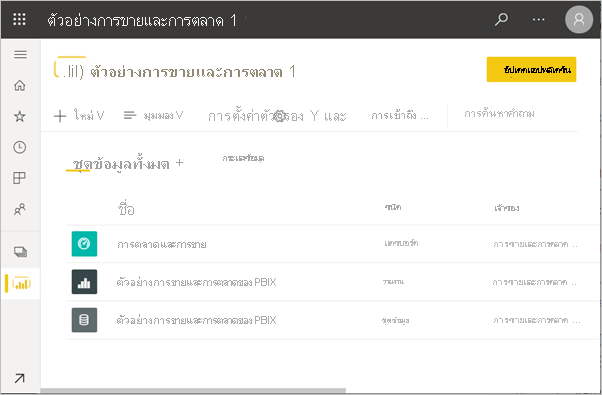 ตัวอย่างการขายและการตลาด 1
(.lil) ตัวอย่างการขายและการตลาด 1
อัปเดตแอปพลิเคชัน
+ ใหม่ V
มุมมอง V
การตั้งค่าตัวกรอง Y และ
การเข้าถึง ...
การค้นหาคำถาม
ชุดข้อมูลทั้งหมด +
กระแสข้อมูล
ชื่อ
ชนิด
เจ้าของ
การตลาดและการขาย
แดชบอร์ด
การขายและการตลาด ...
ตัวอย่างการขายและการตลาดของ PBIX
รายงาน
การขายและการตลาด ...
ตัวอย่างการขายและการตลาดของ PBIX
ชุดข้อมูล
การขายและการตลาด ...